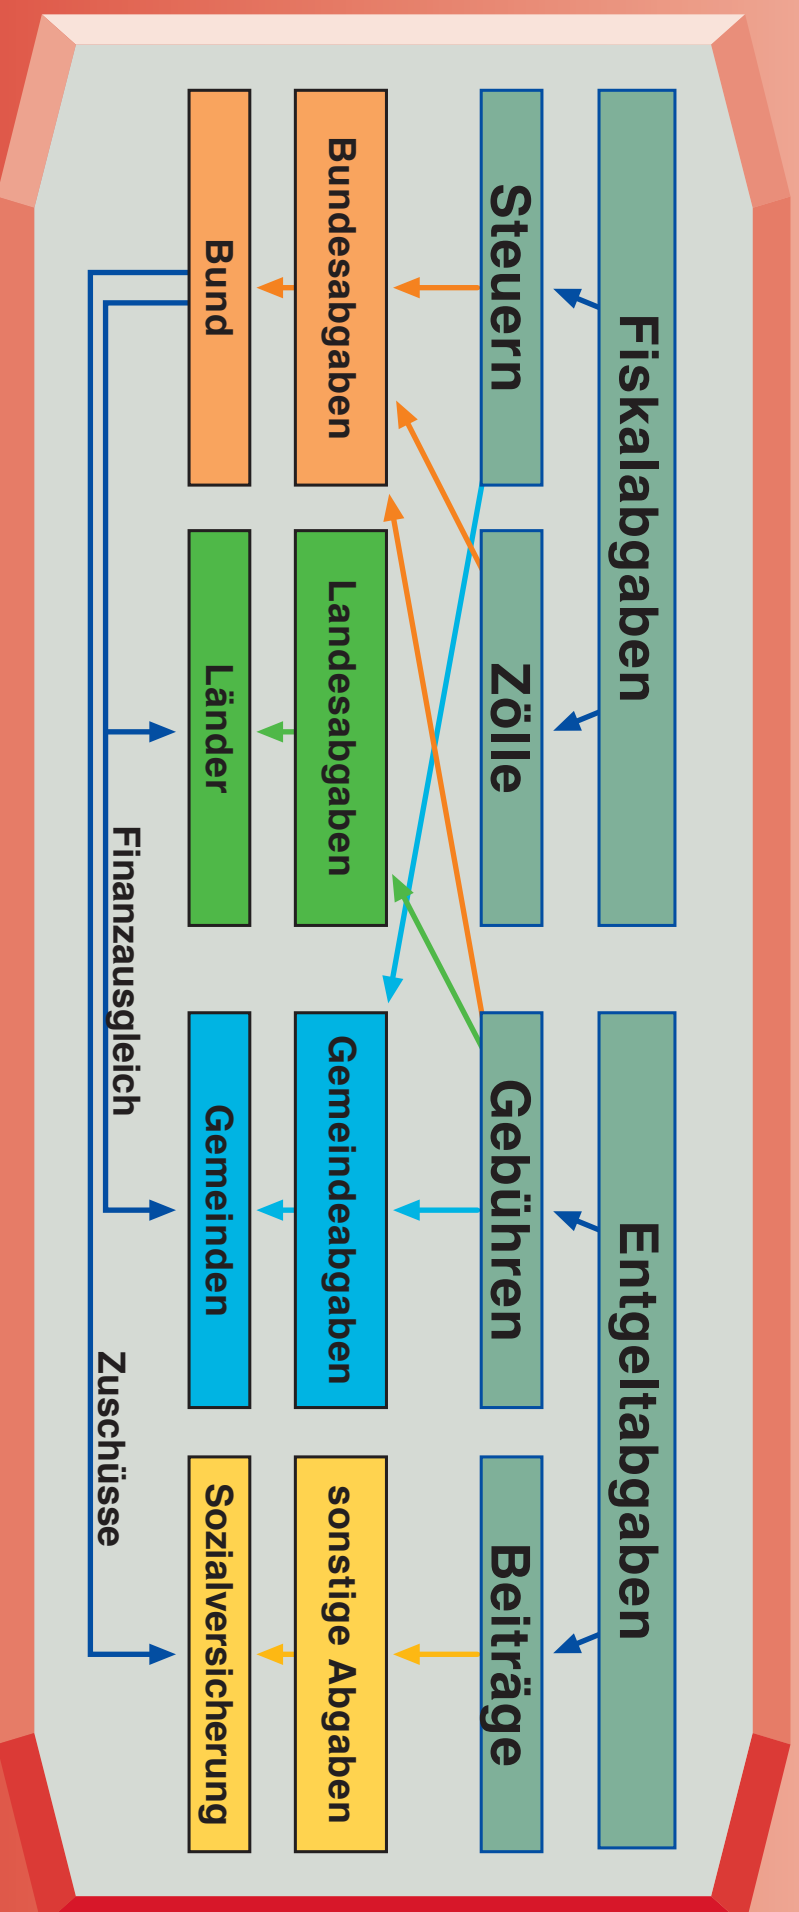 Fiskalabgaben
Entgeltabgaben
Steuern
Zölle
Gebühren
Beiträge
Bundesabgaben
Landesabgaben
Gemeindeabgaben
sonstige Abgaben
Bund
Länder
Gemeinden
Sozialversicherung
Finanzausgleich
Zuschüsse